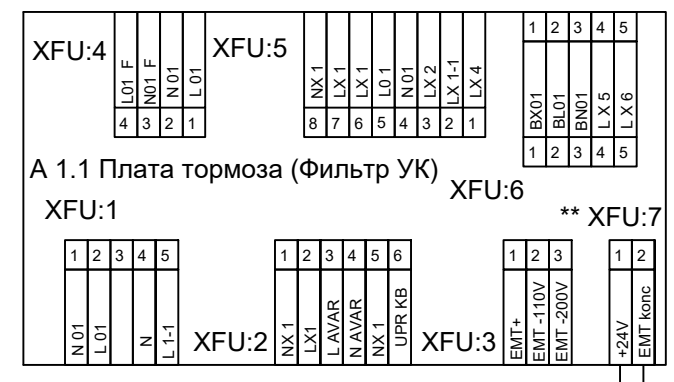 XFU:4
L01 F
N01 F
N 01
L 01
4 3 2 1
XFU:5
NX 1
LX 1
LX 1
L0 1
N 01
LX 2
LX 1-1
LX 4
8 7 6 5 4 3 2 1
1 2 3 4 5
BX01
BL01
BN01
L X 5
L X 6
1 2 3 4 5
А 1.1 Плата тормоза (Фильтр УК)
XFU:6
XFU:1
** XFU:7
1 2 3 4 5
N 01
L 01
N
L 1-1
XFU:2
1 2 3 4 5 6
NX 1
LX1
L AVAR
N AVAR
NX 1
UPR KB
XFU:3
1 2 3
EMT+
EMT -110V
EMT -200V
1 2
+24V
EMT konc